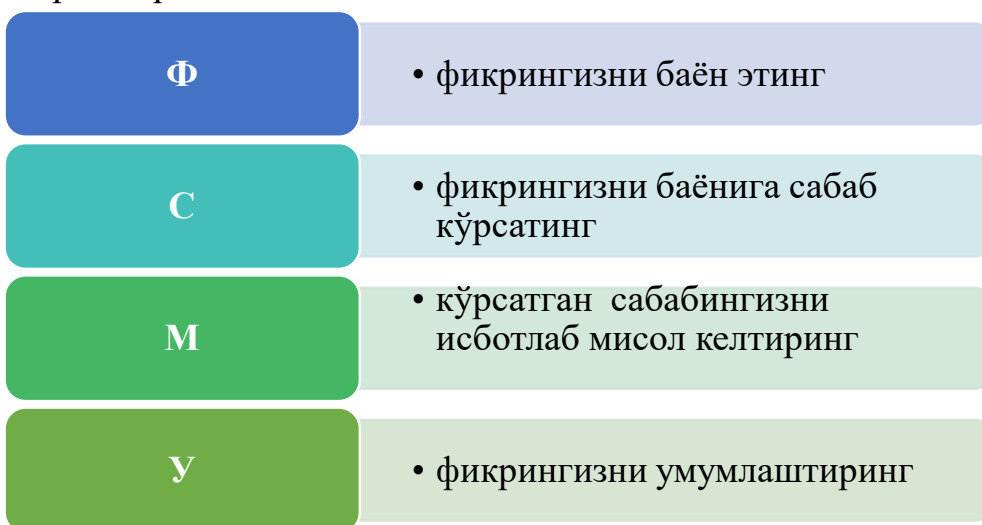 Ф
• фикрингизни баён этинг
С
• фикрингизни баёнига сабаб
кўрсатинг
М
• кўрсатган сабабингизни
исботлаб мисол келтиринг
У
• фикрингизни умумлаштиринг